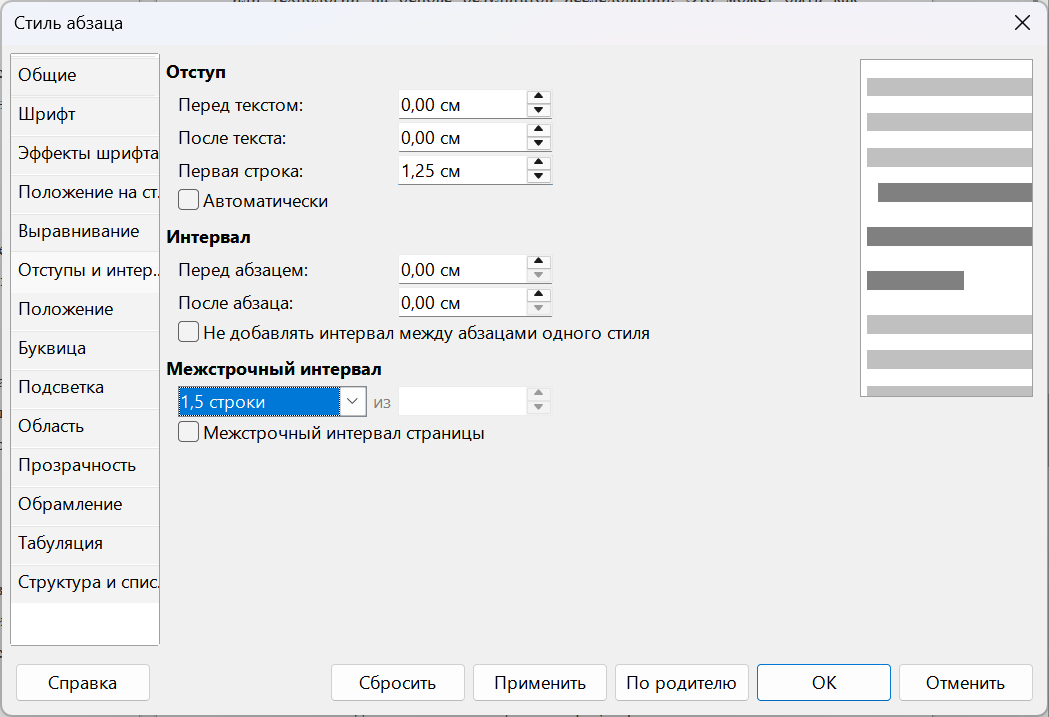 Стиль абзаца
Общие
Шрифт
Эффекты шрифта
Положение на ст.
Выравнивание
Отступы и интер..
Положение
Буквица
Подсветка
Область
Прозрачность
Обрамление
Табуляция
Структура и спис.
Отступ
Перед текстом: 0,00 см
После текста: 0,00 см
Первая строка: 1,25 см
Автоматически
Интервал
Перед абзацем: 0,00 см
После абзаца: 0,00 см
Не добавлять интервал между абзацами одного стиля
Межстрочный интервал
1,5 строки из
Межстрочный интервал страницы
Справка Сбросить Применить По родителю ОК Отменить